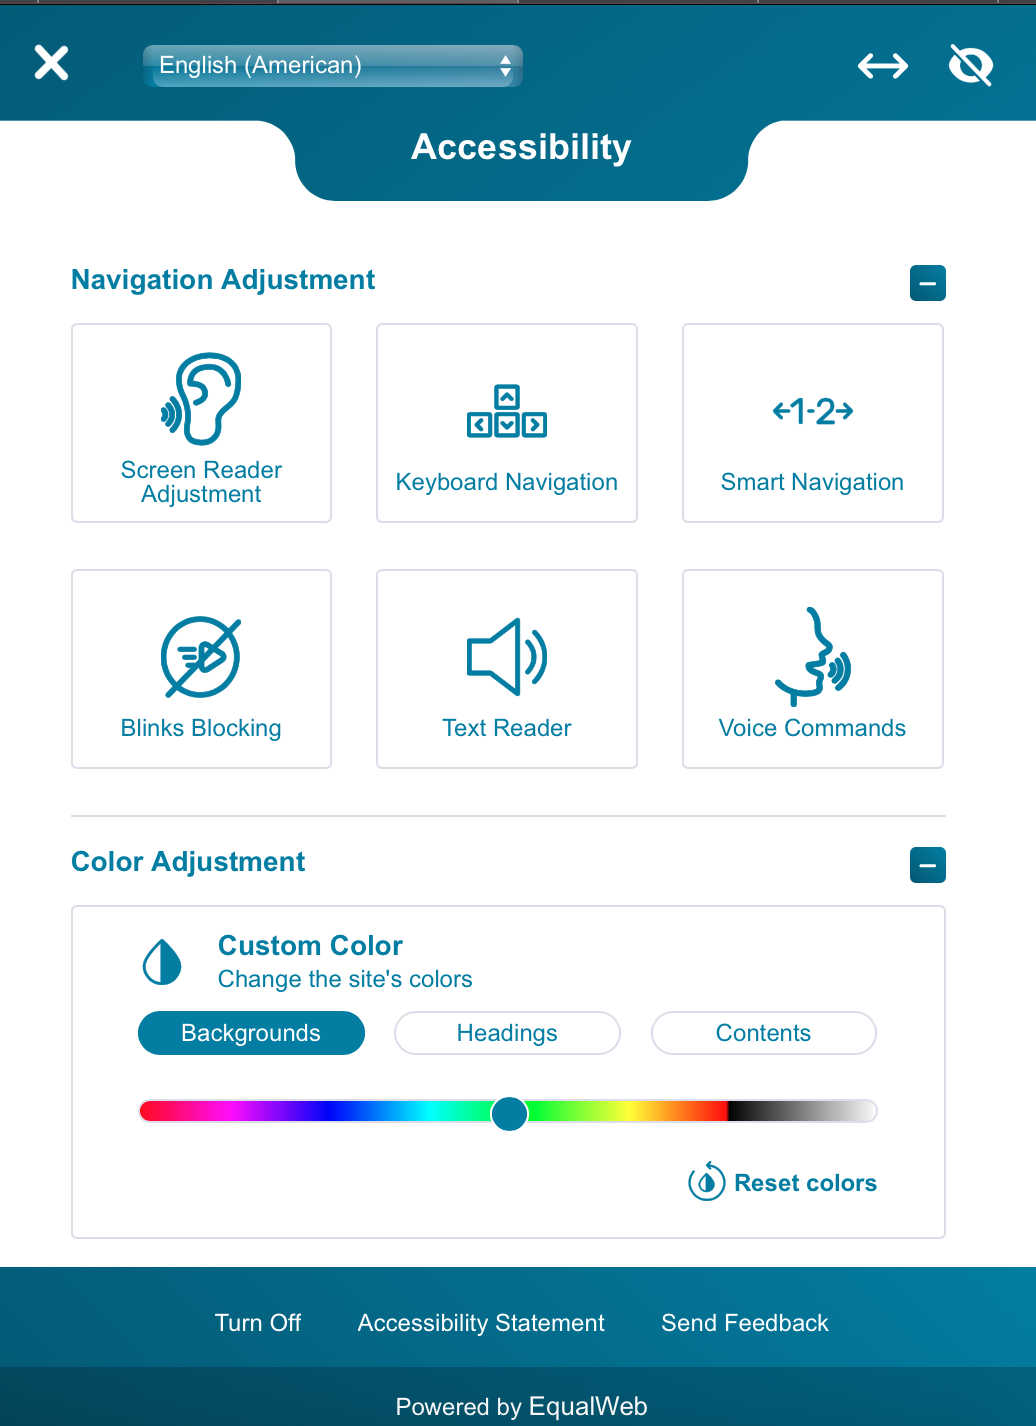 English (American)
Accessibility
Navigation Adjustment
Screen Reader
Adjustment
Keyboard Navigation
1-2
Smart Navigation
Blinks Blocking
Text Reader
Voice Commands
Color Adjustment
Custom Color
Change the site's colors
Backgrounds
Headings
Contents
Reset colors
Turn Off
Accessibility Statement
Send Feedback
Powered by EqualWeb